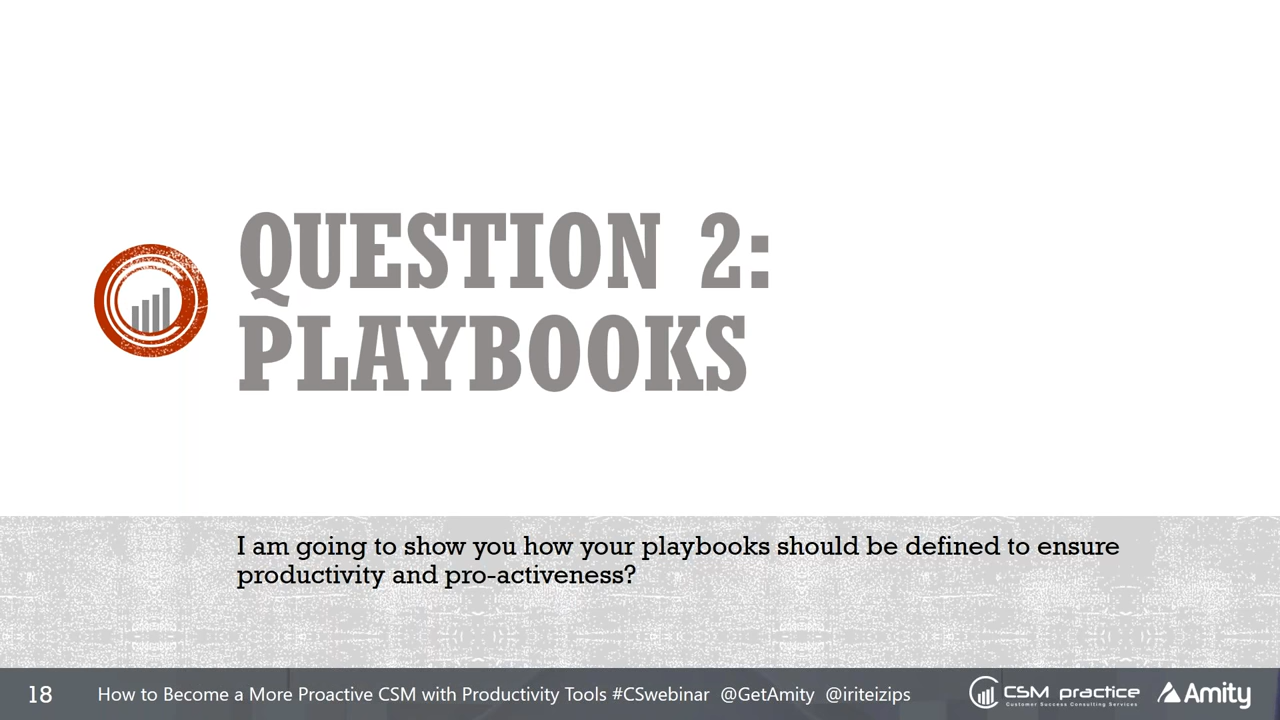 QUESTION 2:
PLAYBOOKS
I am going to show you how your playbooks should be defined to ensure
productivity and pro-activeness?
18 How to Become a More Proactive CSM with Productivity Tools #CSwebinar @GetAmity @iriteizips
CSM practice
Customer Success Consulting Services
Amity